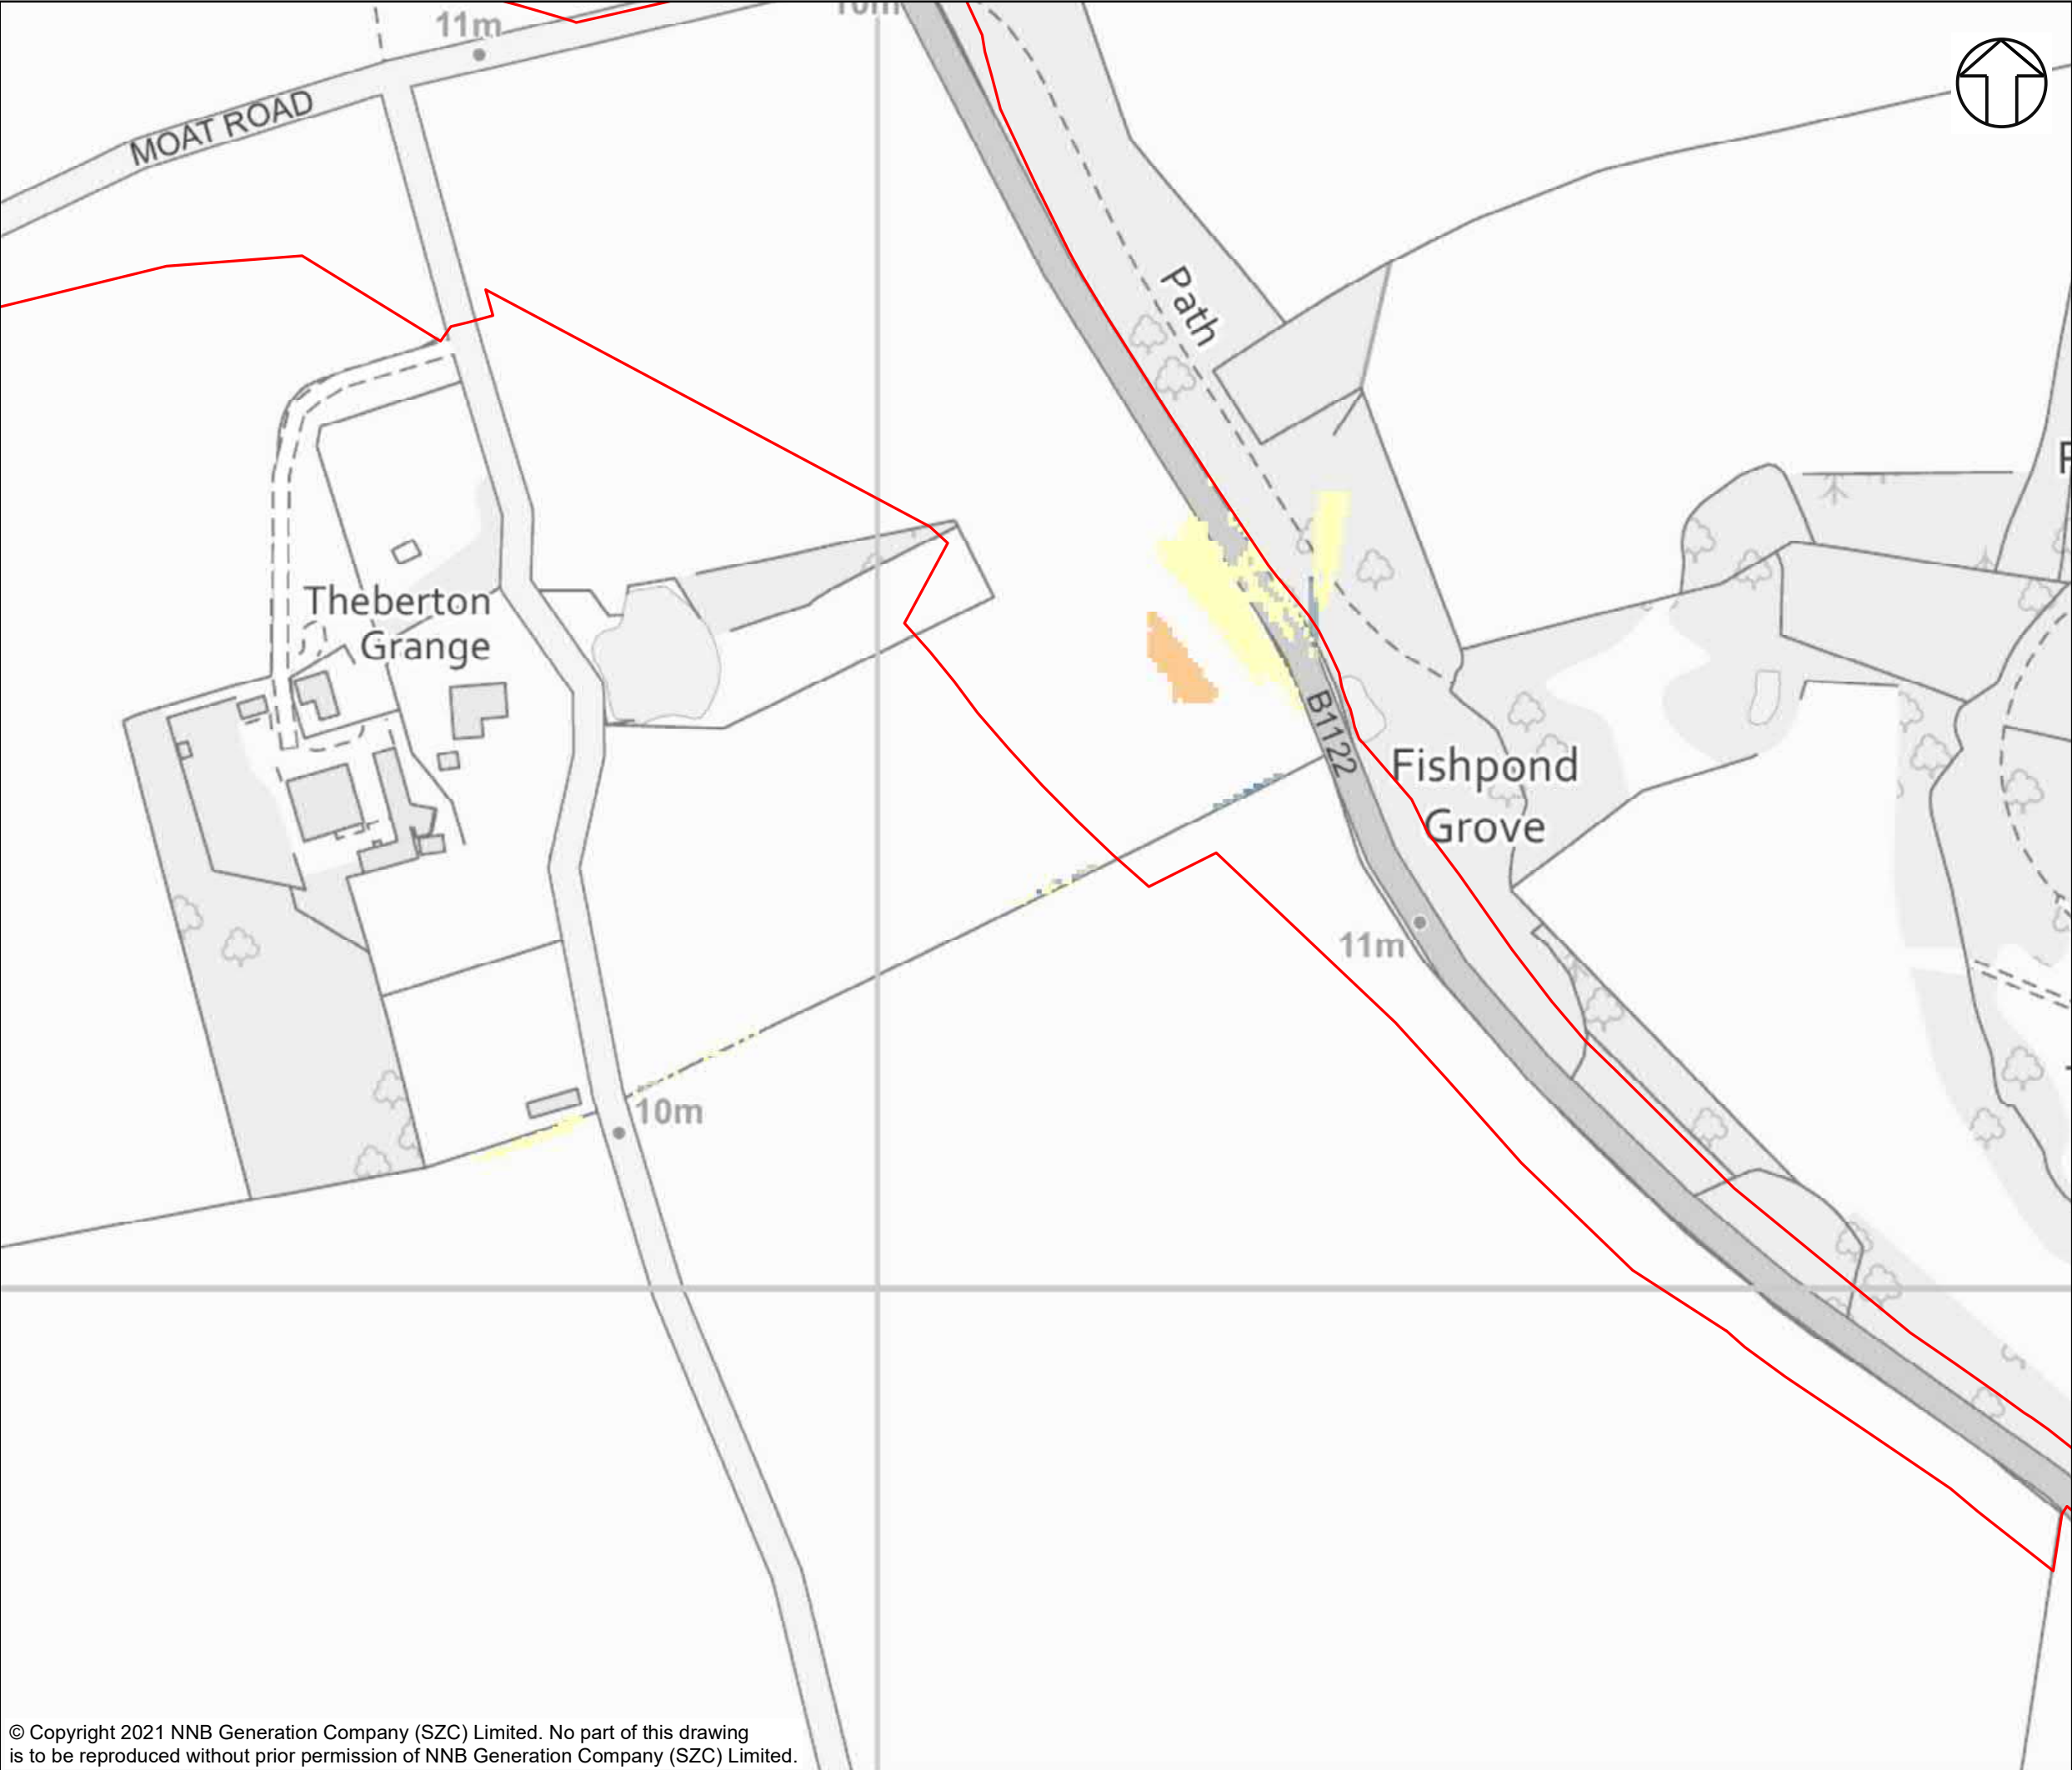 11m
MOAT ROAD
Path
Theberton
Grange
B1122
Fishpond
Grove
11m
10m
© Copyright 2021 NNB Generation Company (SZC) Limited. No part of this drawing
is to be reproduced without prior permission of NNB Generation Company (SZC) Limited.